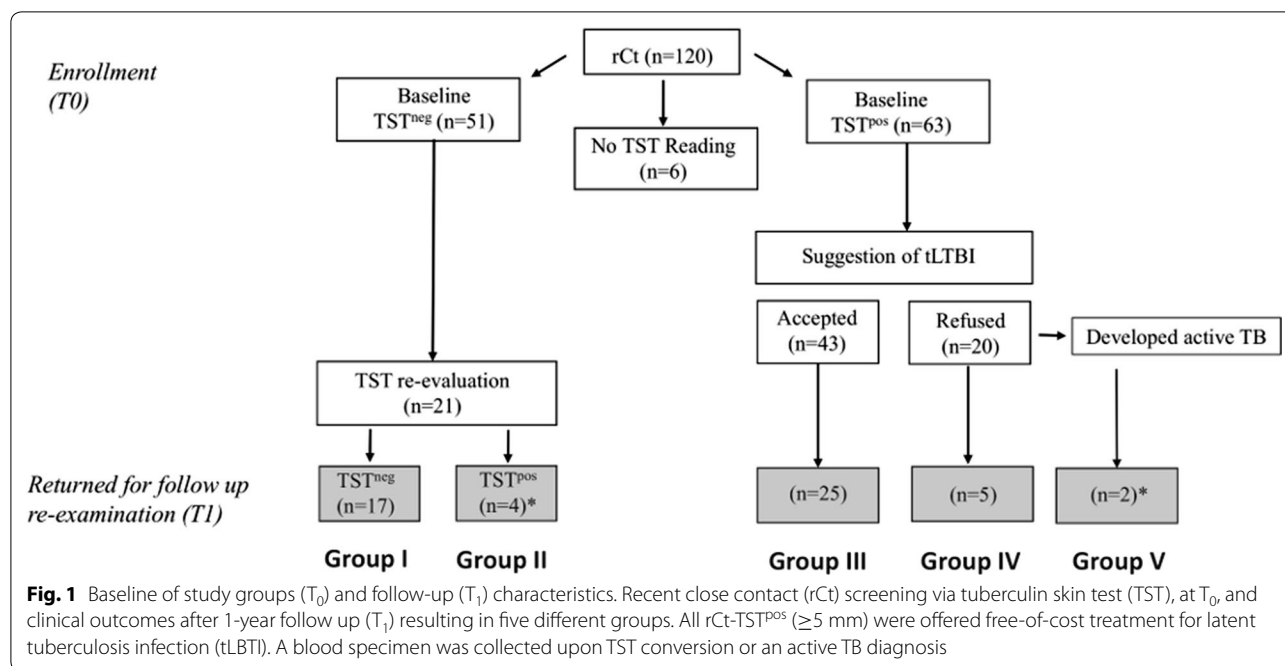 rCt (n=120)
Enrollment
(T0)
Baseline
TSTⁿᵉᵍ (n=51)
No TST Reading
(n=6)
Baseline
TSTᵖᵒˢ (n=63)
Suggestion of tLTBI
Accepted
(n=43)
Refused
(n=20)
Developed active TB
TST re-evaluation
(n=21)
Returned for follow up
re-examination (T1)
TSTⁿᵉᵍ
(n=17)
TSTᵖᵒˢ
(n=4)*
(n=25)
(n=5)
(n=2)*
Group I
Group II
Group III
Group IV
Group V
Fig. 1 Baseline of study groups (T₀) and follow-up (T₁) characteristics. Recent close contact (rCt) screening via tuberculin skin test (TST), at T₀, and
clinical outcomes after 1-year follow up (T₁) resulting in five different groups. All rCt-TSTᵖᵒˢ (≥5 mm) were offered free-of-cost treatment for latent
tuberculosis infection (tLBTI). A blood specimen was collected upon TST conversion or an active TB diagnosis